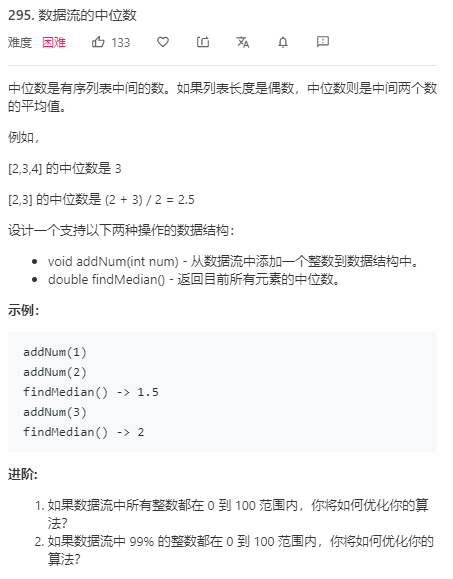 295. 数据流的中位数
难度 困难 133
中位数是有序列表中间的数。如果列表长度是偶数，中位数则是中间两个数
的平均值。
例如，
[2,3,4] 的中位数是 3
[2,3] 的中位数是 (2 + 3) / 2 = 2.5
设计一个支持以下两种操作的数据结构：
• void addNum(int num) - 从数据流中添加一个整数到数据结构中。
• double findMedian() - 返回目前所有元素的中位数。
示例：
addNum(1)
addNum(2)
findMedian() -> 1.5
addNum(3)
findMedian() -> 2
进阶:
1. 如果数据流中所有整数都在 0 到 100 范围内，你将如何优化你的算
法？
2. 如果数据流中 99% 的整数都在 0 到 100 范围内，你将如何优化你的
算法？